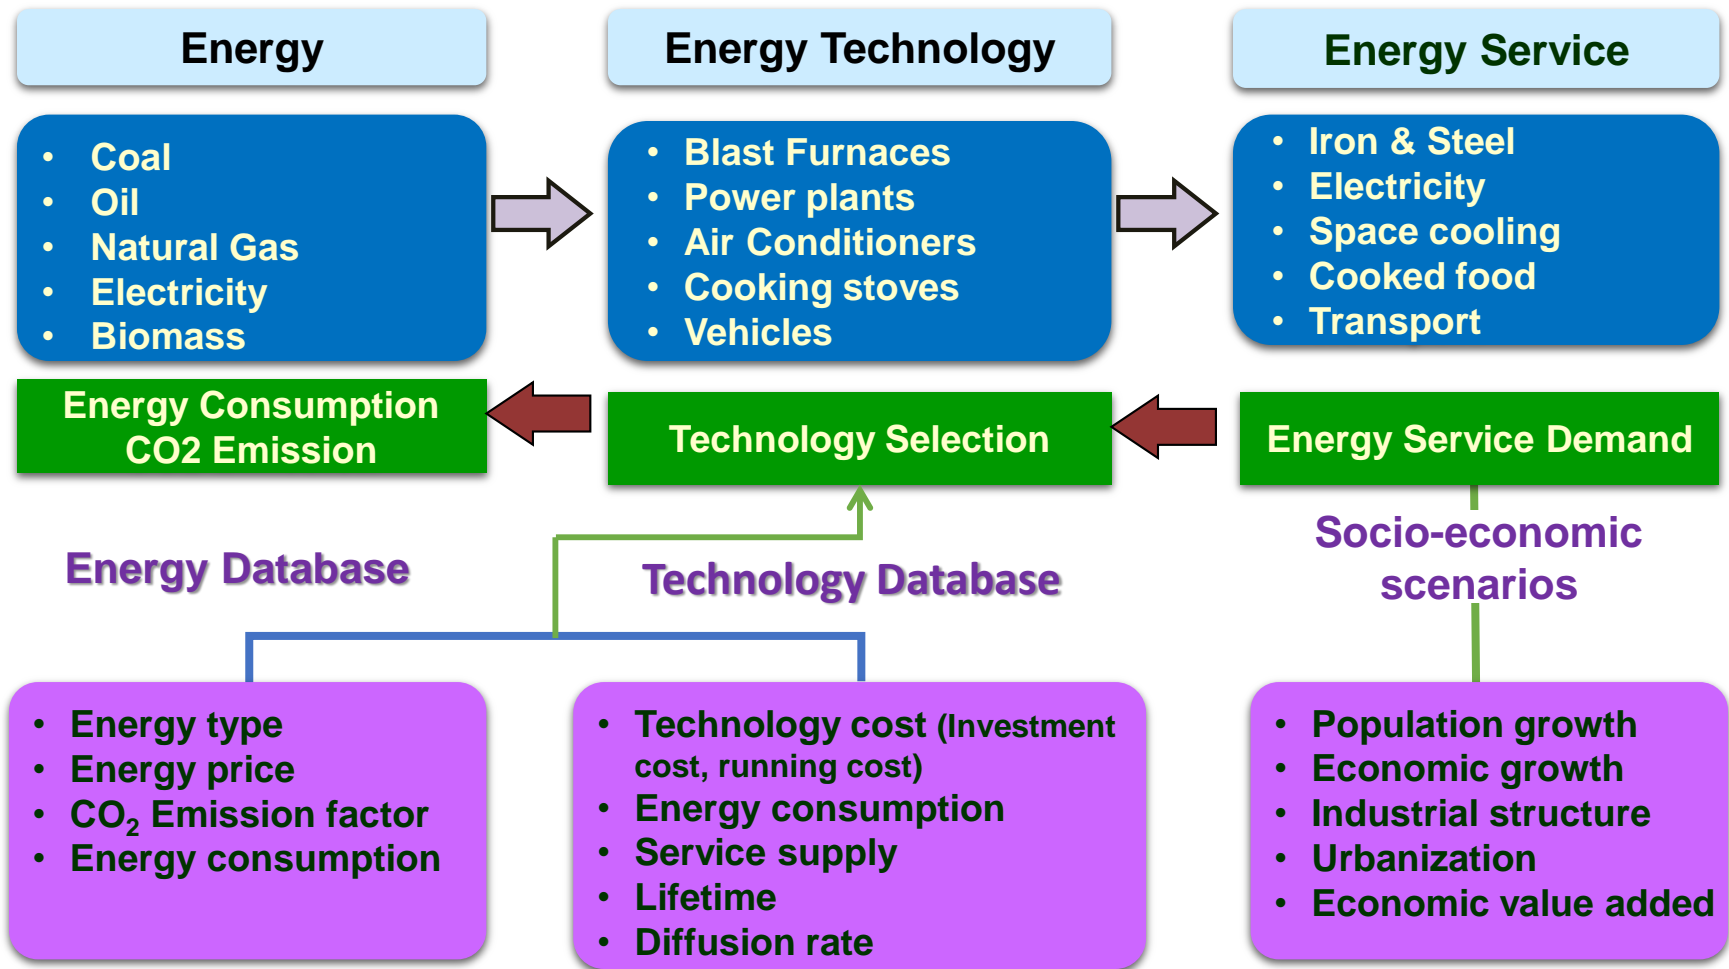 Energy
Energy Technology
Energy Service
• Coal
• Oil
• Natural Gas
• Electricity
• Biomass
• Blast Furnaces
• Power plants
• Air Conditioners
• Cooking stoves
• Vehicles
• Iron & Steel
• Electricity
• Space cooling
• Cooked food
• Transport
Energy Consumption
CO2 Emission
Technology Selection
Energy Service Demand
Energy Database
Technology Database
Socio-economic
scenarios
• Energy type
• Energy price
• CO₂ Emission factor
• Energy consumption
• Technology cost (Investment
cost, running cost)
• Energy consumption
• Service supply
• Lifetime
• Diffusion rate
• Population growth
• Economic growth
• Industrial structure
• Urbanization
• Economic value added